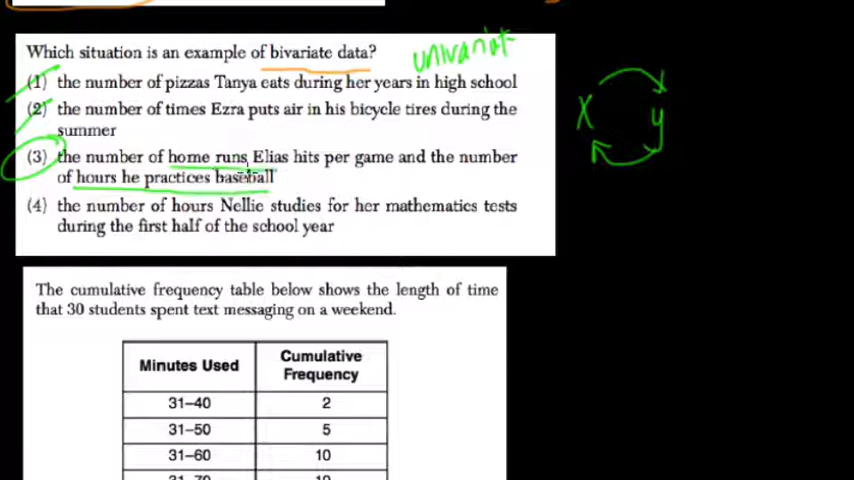 Which situation is an example of bivariate data?
univariat
(1) the number of pizzas Tanya eats during her years in high school
(2) the number of times Ezra puts air in his bicycle tires during the
summer
(3) the number of home runs Elias hits per game and the number
of hours he practices baseball
(4) the number of hours Nellie studies for her mathematics tests
during the first half of the school year
x y
The cumulative frequency table below shows the length of time
that 30 students spent text messaging on a weekend.
Minutes Used Cumulative Frequency
31–40 2
31–50 5
31–60 10
31–70